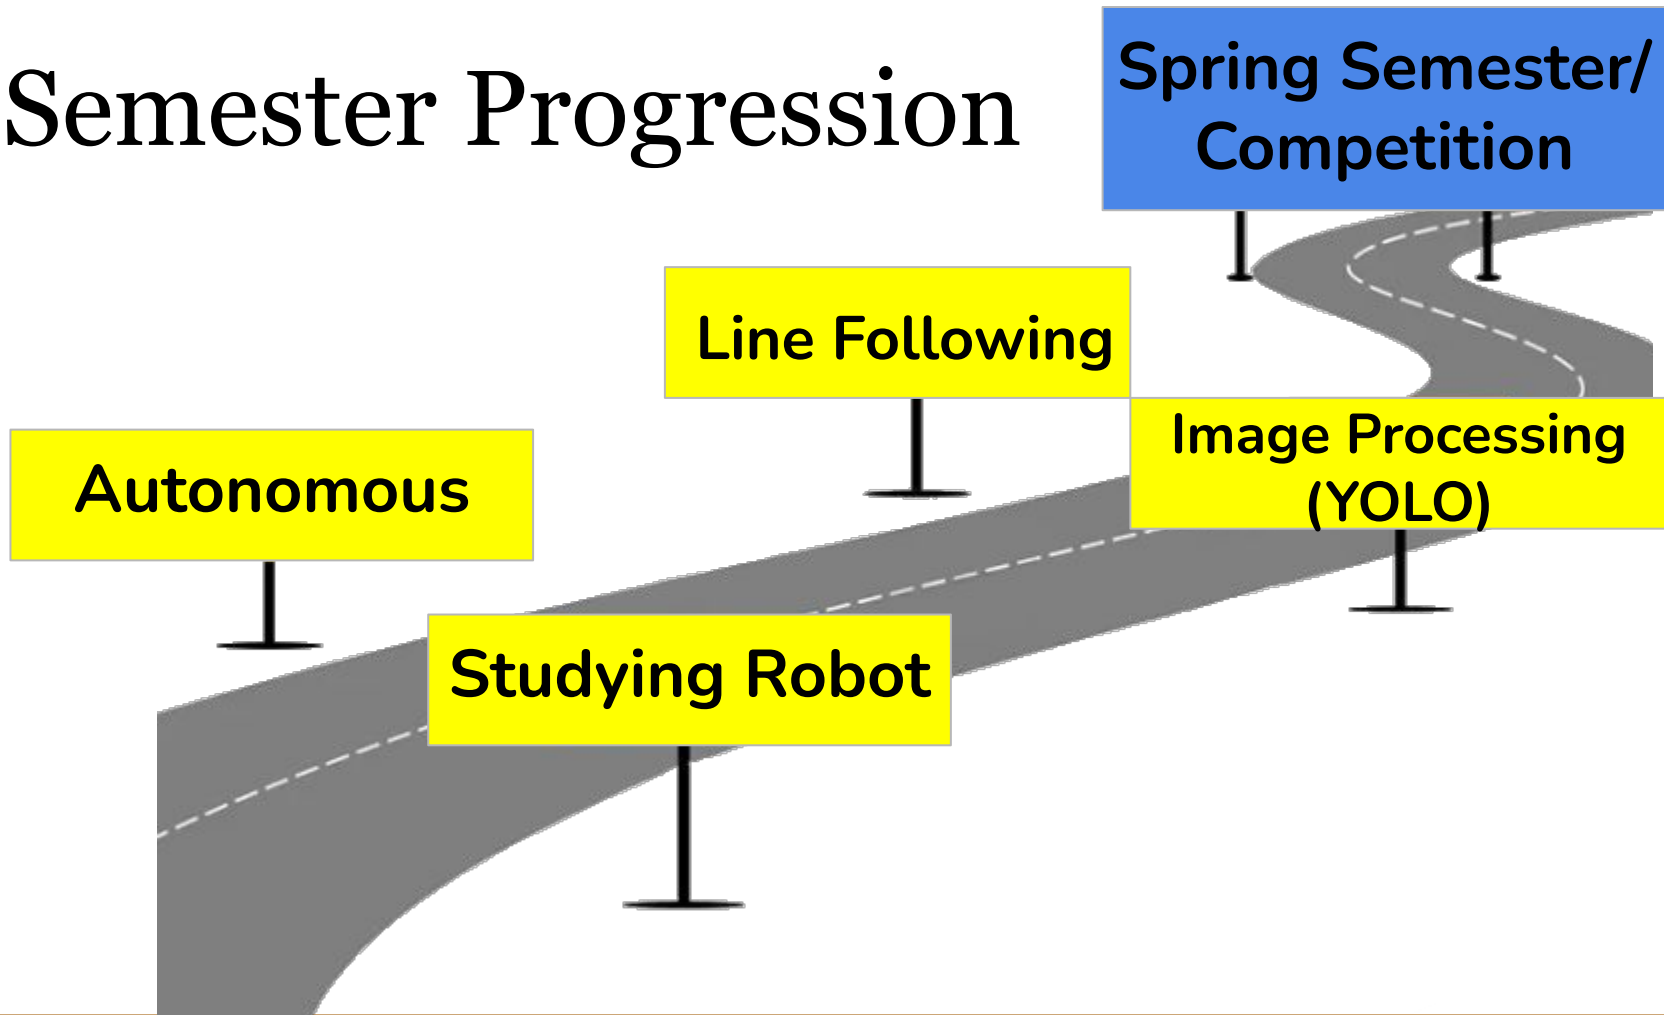 Semester Progression
Spring Semester/
Competition
Line Following
Image Processing
(YOLO)
Autonomous
Studying Robot